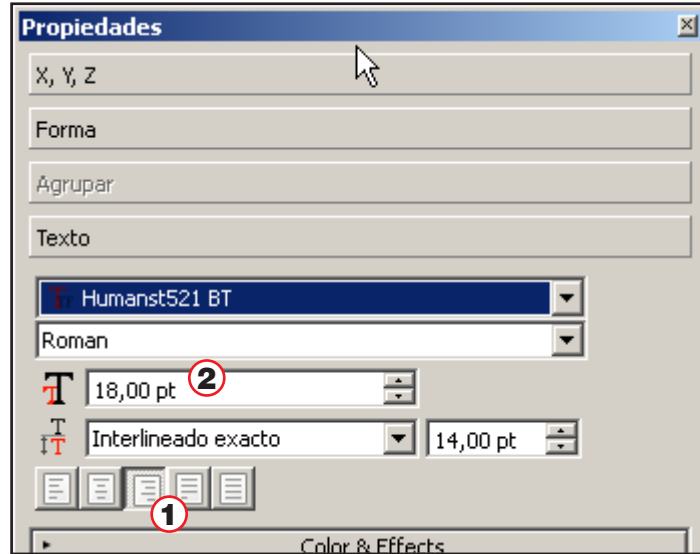 Propiedades
X, Y, Z
Forma
Agrupar
Texto
Humanst521 BT
Roman
18,00 pt 2
Interlineado exacto 14,00 pt
1
Color & Effects